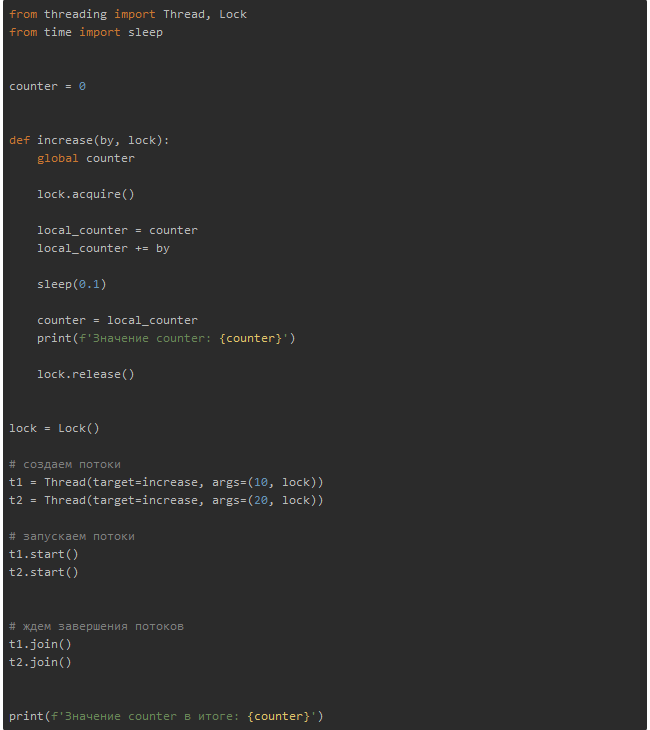 from threading import Thread, Lock
from time import sleep
counter = 0
def increase(by, lock):
global counter
lock.acquire()
local_counter = counter
local_counter += by
sleep(0.1)
counter = local_counter
print(f'Значение counter: {counter}')
lock.release()
lock = Lock()
# создаем потоки
t1 = Thread(target=increase, args=(10, lock))
t2 = Thread(target=increase, args=(20, lock))
# запускаем потоки
t1.start()
t2.start()
# ждем завершения потоков
t1.join()
t2.join()
print(f'Значение counter в итоге: {counter}')